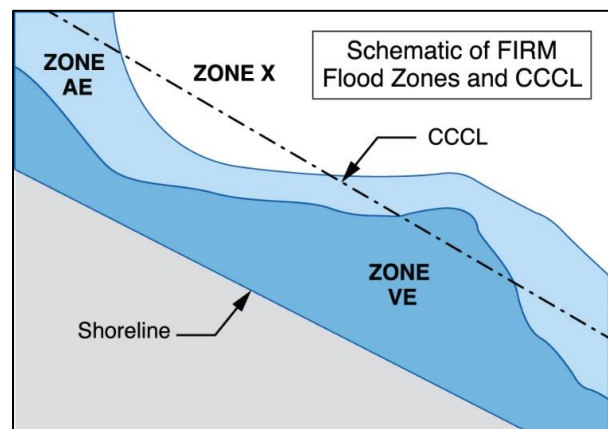 Schematic of FIRM
Flood Zones and CCCL
ZONE
AE
ZONE X
CCCL
ZONE
VE
Shoreline